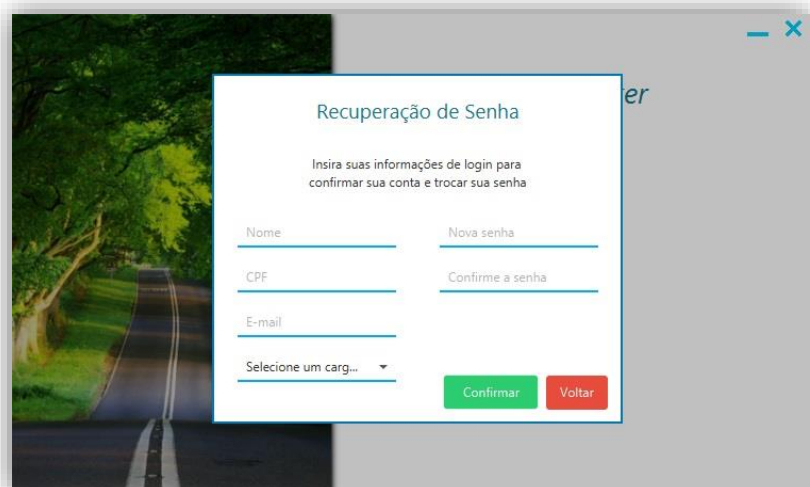 er
Recuperação de Senha
Insira suas informações de login para
confirmar sua conta e trocar sua senha
Nome
Nova senha
CPF
Confirme a senha
E-mail
Selecione um carg...
Confirmar
Voltar